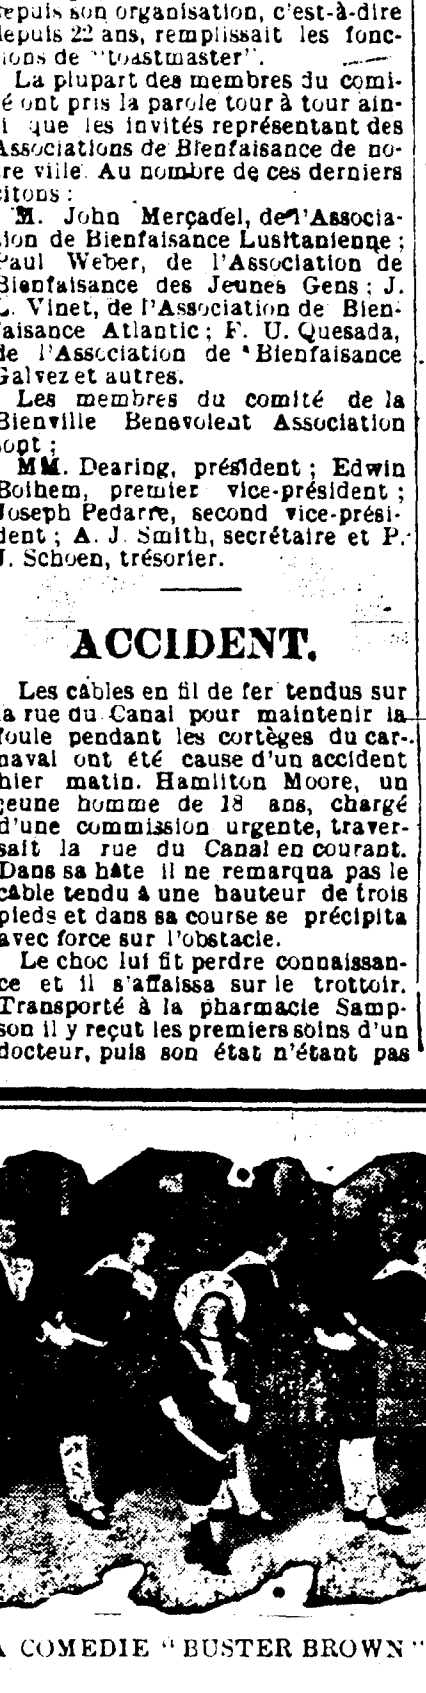 depuis son organisation, c'est-à-dire
depuis 22 ans, remplissait les fonc-
tions de "toastmaster".
La plupart des membres du comi-
té ont pris la parole tour à tour ain-
si que les invités représentant des
Associations de Bienfaisance de no-
tre ville. Au nombre de ces derniers
citons :
M. John Merçadel, de l'Associa-
tion de Bienfaisance Lusitanienne ;
Paul Weber, de l'Association de
Bienfaisance des Jeunes Gens ; J.
L. Vinet, de l'Association de Bien-
faisance Atlantic ; F. U. Quesada,
de l'Association de Bienfaisance
Galvez et autres.
Les membres du comité de la
Bienville Benevolent Association
sont ;
MM. Dearing, président ; Edwin
Boihem, premier vice-président ;
Joseph Pedarre, second vice-prési-
dent ; A. J. Smith, secrétaire et P.
J. Schoen, trésorier.
ACCIDENT.
Les câbles en fil de fer tendus sur
la rue du Canal pour maintenir la
foule pendant les cortèges du car-
naval ont été cause d'un accident
hier matin. Hamilton Moore, un
jeune homme de 18 ans, chargé
d'une commission urgente, traver-
sait la rue du Canal en courant.
Dans sa hâte il ne remarqua pas le
câble tendu à une hauteur de trois
pieds et dans sa course se précipita
avec force sur l'obstacle.
Le choc lui fit perdre connaissan-
ce et il s'affaissa sur le trottoir.
Transporté à la pharmacie Samp-
son il y reçut les premiers soins d'un
docteur, puis son état n'étant pas
A COMEDIE "BUSTER BROWN"